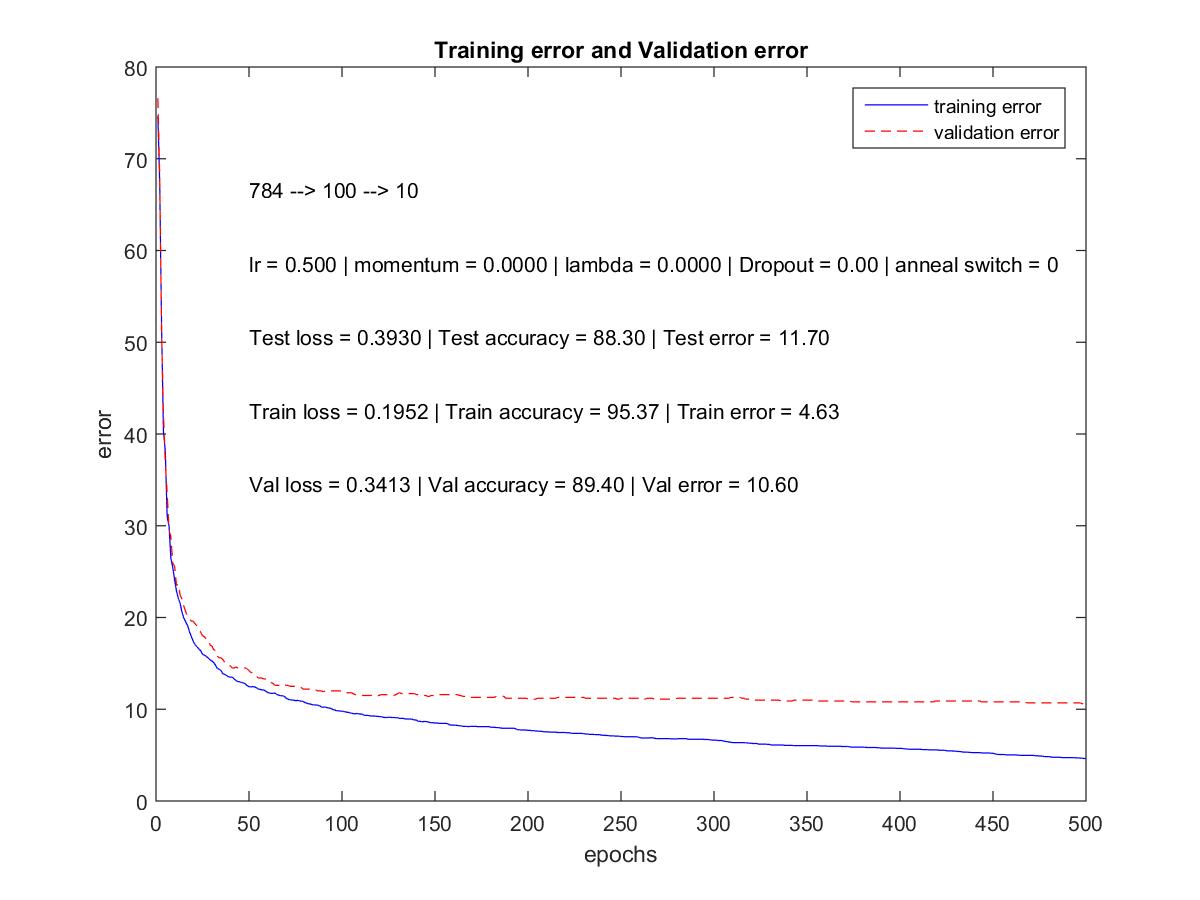 Training error and Validation error
80
70
60
50
40
30
20
10
0
error
training error
validation error
784 --> 100 --> 10
lr = 0.500 | momentum = 0.0000 | lambda = 0.0000 | Dropout = 0.00 | anneal switch = 0
Test loss = 0.3930 | Test accuracy = 88.30 | Test error = 11.70
Train loss = 0.1952 | Train accuracy = 95.37 | Train error = 4.63
Val loss = 0.3413 | Val accuracy = 89.40 | Val error = 10.60
0 50 100 150 200 250 300 350 400 450 500
epochs